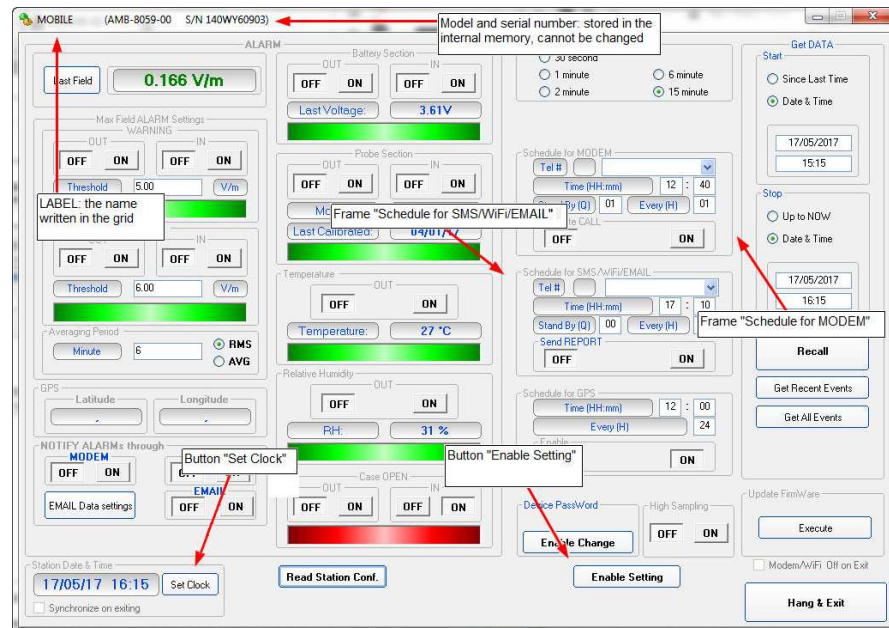 MOBILE (AMB-8059-00 S/N 140WY60903)
Model and serial number: stored in the
internal memory, cannot be changed
ALARM
Last Field
0.166 V/m
Max Field ALARM Settings
WARNING
OUT
IN
OFF ON OFF ON
Threshold 5.00 V/m
LABEL: the name
written in the grid
OUT
IN
OFF ON OFF ON
Threshold 6.00 V/m
Averaging Period
Minute 6
RMS
AVG
GPS
Latitude
Longitude
NOTIFY ALARMs through
MODEM
OFF ON
EMAIL Data settings
EMAIL
OFF ON
Button "Set Clock"
Station Date & Time
17/05/17 16:15
Set Clock
Synchronize on exiting
Battery Section
OUT
IN
OFF ON OFF ON
Last Voltage: 3.61V
Probe Section
OUT
IN
OFF ON OFF ON
Frame "Schedule for SMS/WiFi/EMAIL"
Last Calibrated: 04/01/17
Temperature
OUT
OFF ON
Temperature: 27 °C
Relative Humidity
OUT
OFF ON
RH: 31 %
Case OPEN
OUT
IN
OFF ON OFF ON
Read Station Conf.
30 second
1 minute
6 minute
2 minute
15 minute
Schedule for MODEM
Tel #
Time (HH:mm) 12 : 40
By (Q) 01 Every (H) 01
CALL
OFF ON
Schedule for SMS/WiFi/EMAIL
Tel #
Time (HH:mm) 17 : 10
Stand By (Q) 00 Every (H)
Send REPORT
OFF ON
Schedule for GPS
Time (HH:mm) 12 : 00
Every (H) 24
Enable
ON
Button "Enable Setting"
Device PassWord
Enable Change
High Sampling
OFF ON
Enable Setting
Get DATA
Start
Since Last Time
Date & Time
17/05/2017
15:15
Stop
Up to NOW
Date & Time
17/05/2017
16:15
Frame "Schedule for MODEM"
Recall
Get Recent Events
Get All Events
Update FirmWare
Execute
Modem/WiFi Off on Exit
Hang & Exit